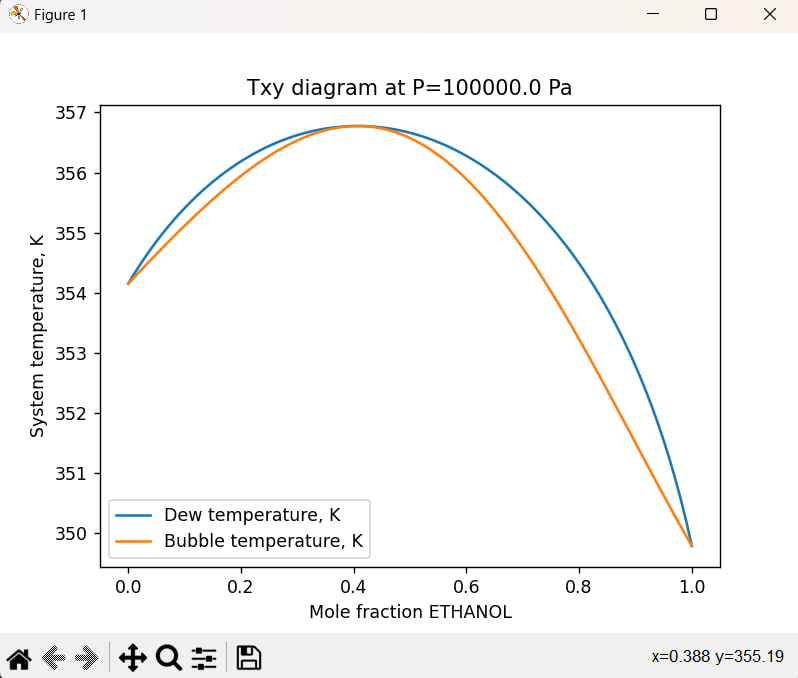 Figure 1
Txy diagram at P=100000.0 Pa
357
356
355
354
353
352
351
350
System temperature, K
Dew temperature, K
Bubble temperature, K
0.0 0.2 0.4 0.6 0.8 1.0
Mole fraction ETHANOL
x=0.388 y=355.19